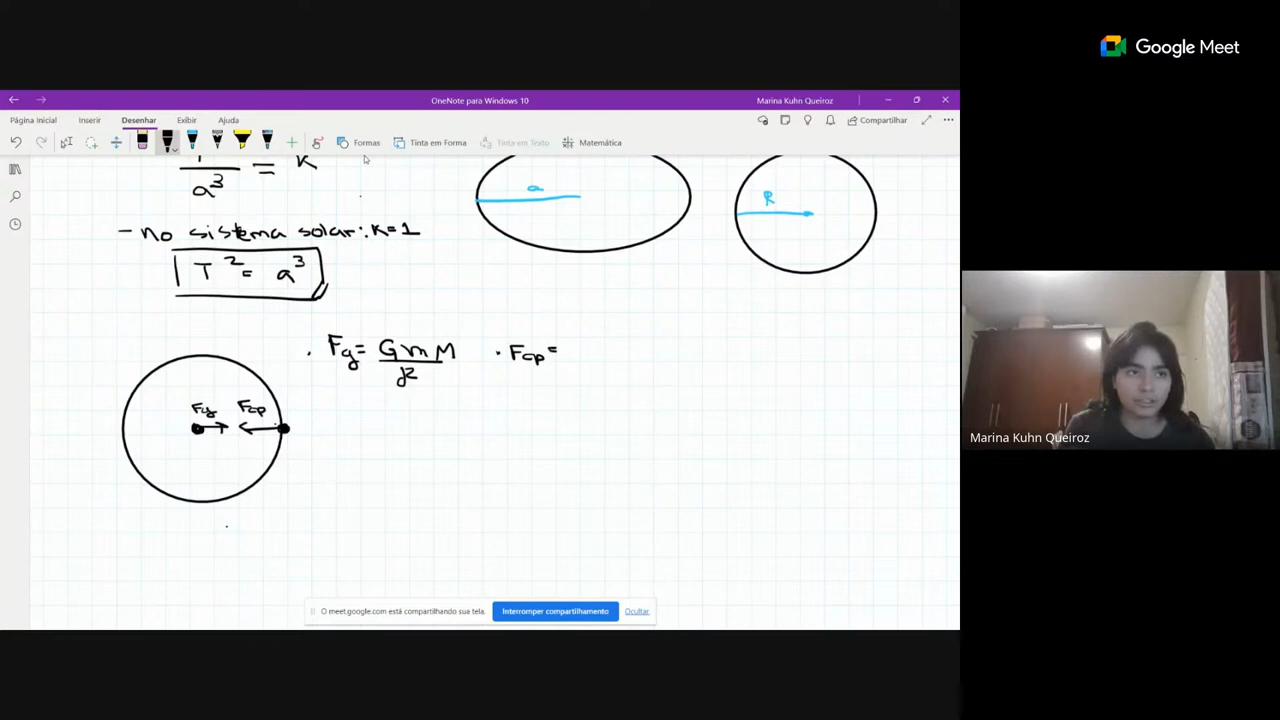 Google Meet
OneNote para Windows 10
Marina Kuhn Queiroz
Página Inicial Inserir Desenhar Exibir Ajuda
Compartilhar
Formas Tinta em Forma Tinta em Texto Matemática
a³ = K
a
R
- no sistema solar: K=1
T² = a³
. Fg = GmM . Fcp =
d²
Fg Fcp
Marina Kuhn Queiroz
O meet.google.com está compartilhando sua tela. Interromper compartilhamento Ocultar